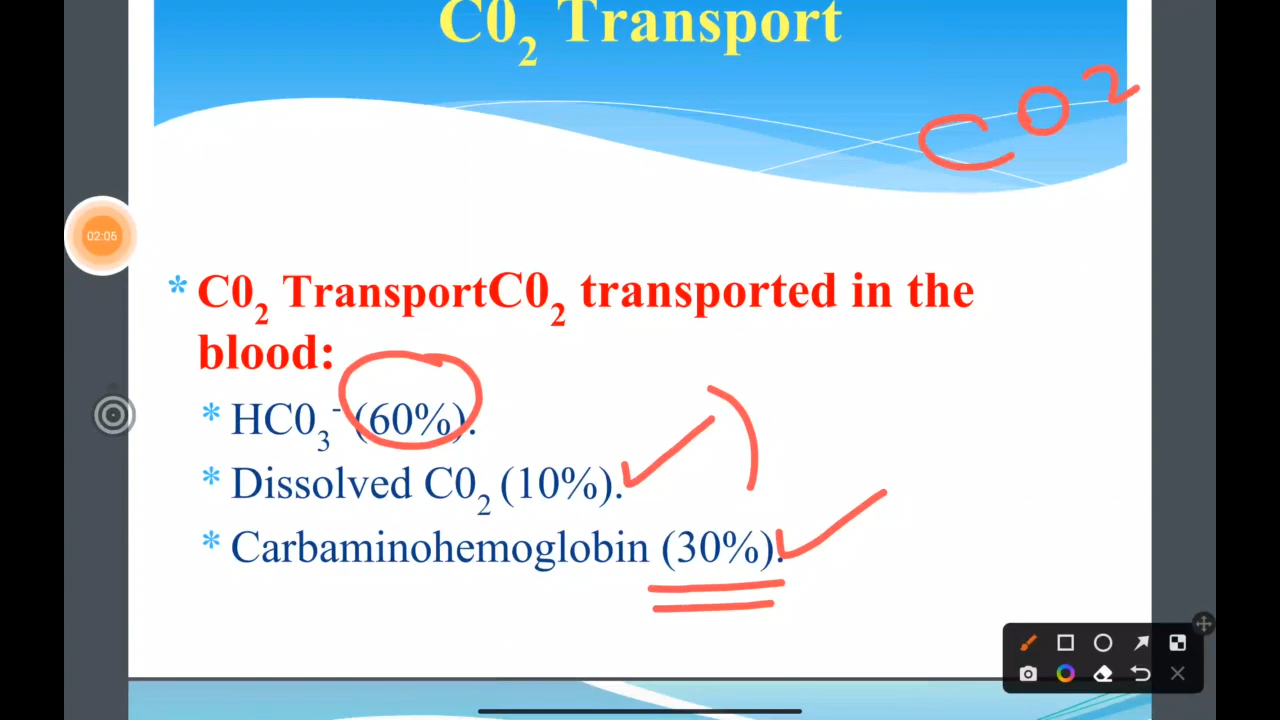 C0₂ Transport
CO2
02:06
* C0₂ TransportC0₂ transported in the
blood:
* HC0₃⁻ (60%).
* Dissolved C0₂ (10%).
* Carbaminohemoglobin (30%).